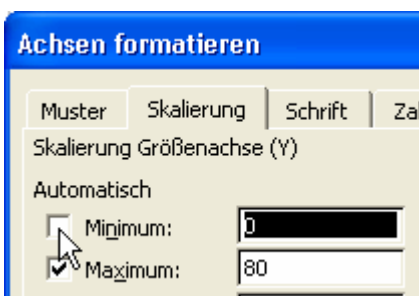 Achsen formatieren
Muster Skalierung Schrift
Skalierung Größenachse (Y)
Automatisch
Minimum: 0
Maximum: 80